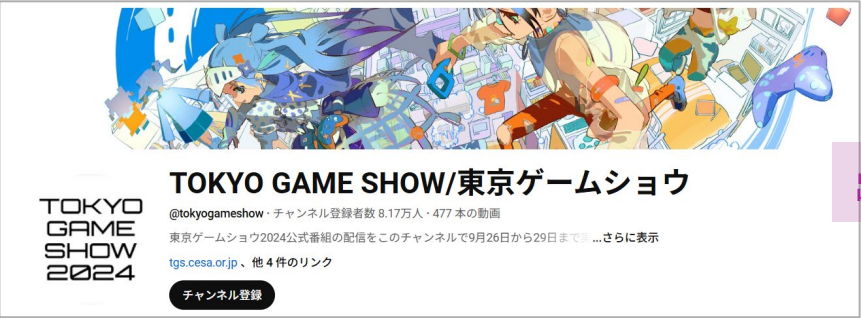 TOKYO GAME SHOW/東京ゲームショウ
@tokyogameshow · チャンネル登録者数 8.17万人 · 477 本の動画
東京ゲームショウ2024公式番組の配信をこのチャンネルで9月26日から29日まで ...さらに表示
tgs.cesa.or.jp 、他 4 件のリンク
チャンネル登録
TOKYO
GAME
SHOW
2024